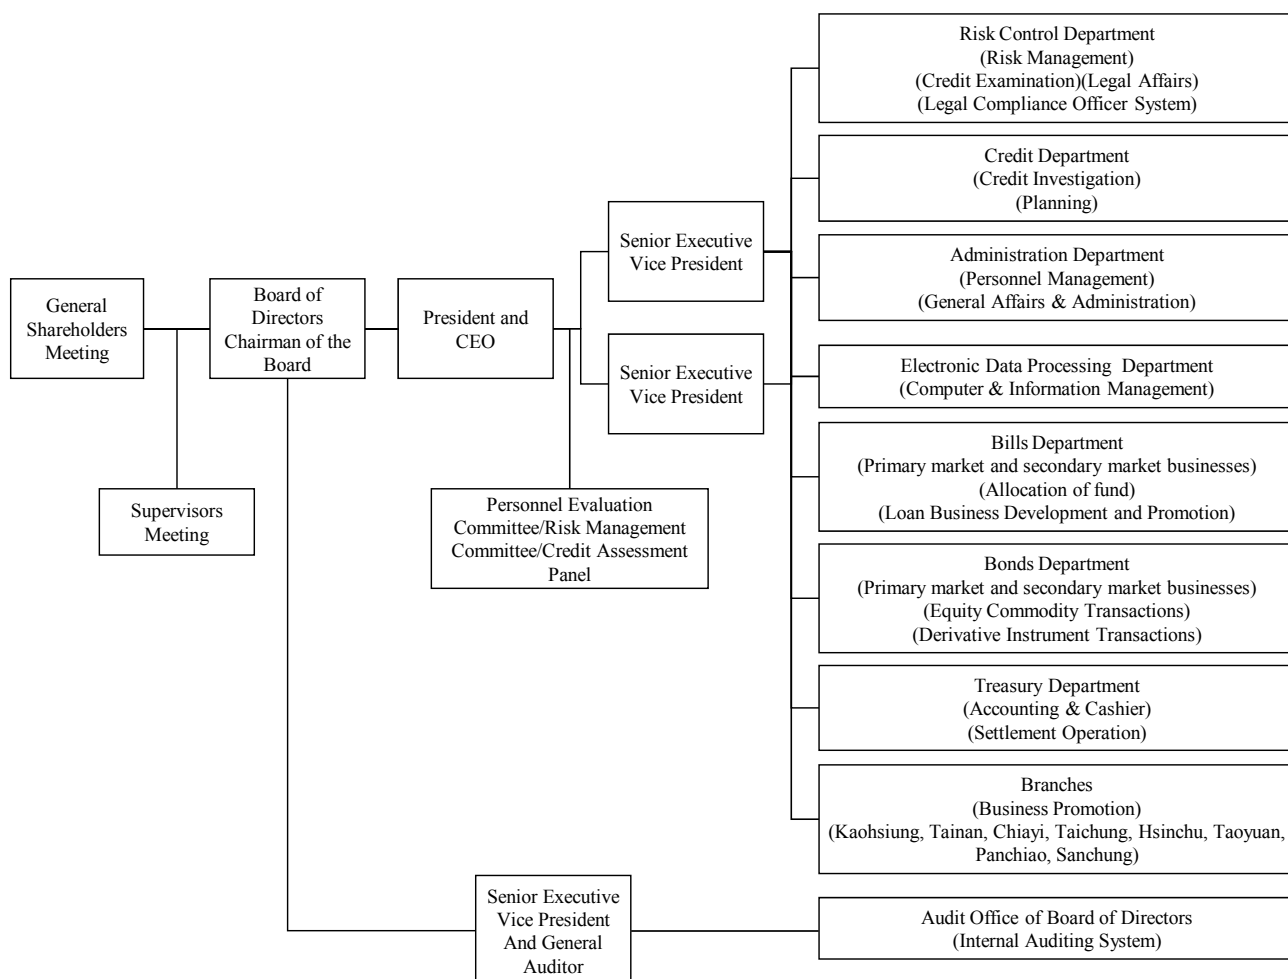 General
Shareholders
Meeting
Supervisors
Meeting
Board of
Directors
Chairman of the
Board
President and
CEO
Personnel Evaluation
Committee/Risk Management
Committee/Credit Assessment
Panel
Senior Executive
Vice President
Senior Executive
Vice President
Risk Control Department
(Risk Management)
(Credit Examination)(Legal Affairs)
(Legal Compliance Officer System)
Credit Department
(Credit Investigation)
(Planning)
Administration Department
(Personnel Management)
(General Affairs & Administration)
Electronic Data Processing Department
(Computer & Information Management)
Bills Department
(Primary market and secondary market businesses)
(Allocation of fund)
(Loan Business Development and Promotion)
Bonds Department
(Primary market and secondary market businesses)
(Equity Commodity Transactions)
(Derivative Instrument Transactions)
Treasury Department
(Accounting & Cashier)
(Settlement Operation)
Branches
(Business Promotion)
(Kaohsiung, Tainan, Chiayi, Taichung, Hsinchu, Taoyuan,
Panchiao, Sanchung)
Senior Executive
Vice President
And General
Auditor
Audit Office of Board of Directors
(Internal Auditing System)